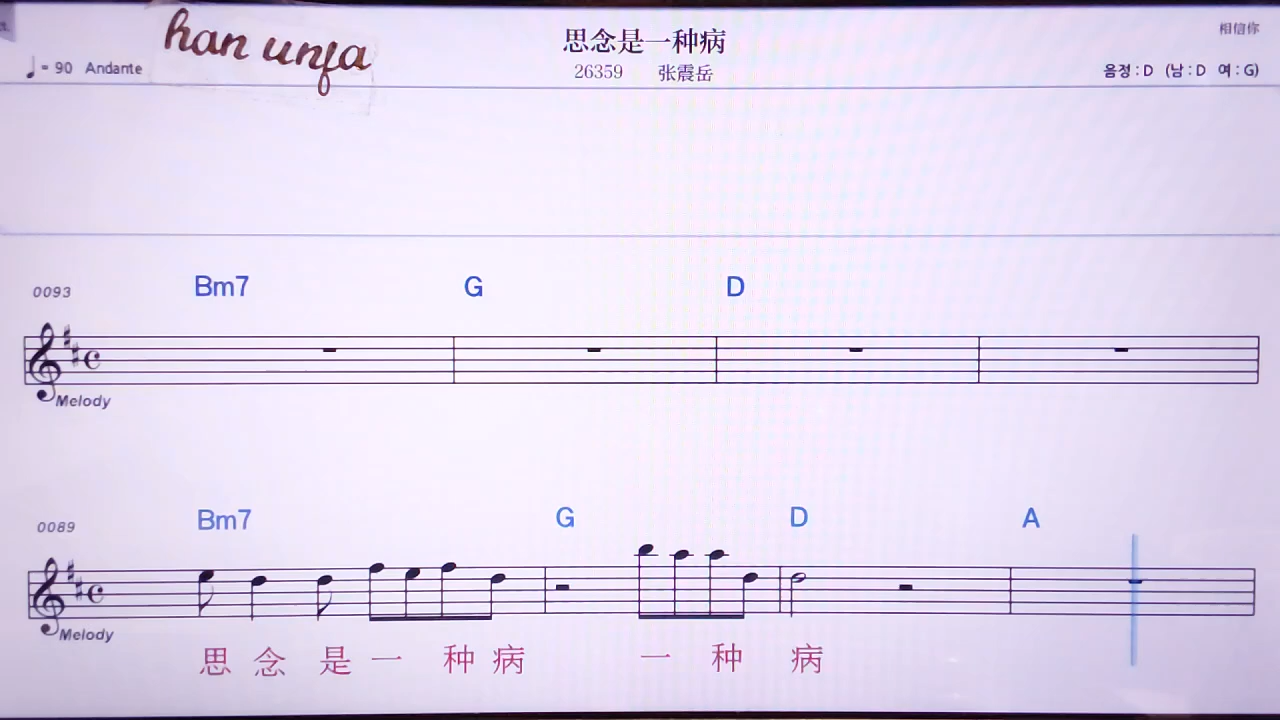 han unfa
思念是一种病
相信你
♩= 90 Andante
26359 张震岳
음정 : D (남 : D 여 : G)
0093
Bm7 G D
Melody
0089
Bm7 G D A
Melody
思 念 是 一 种 病 一 种 病